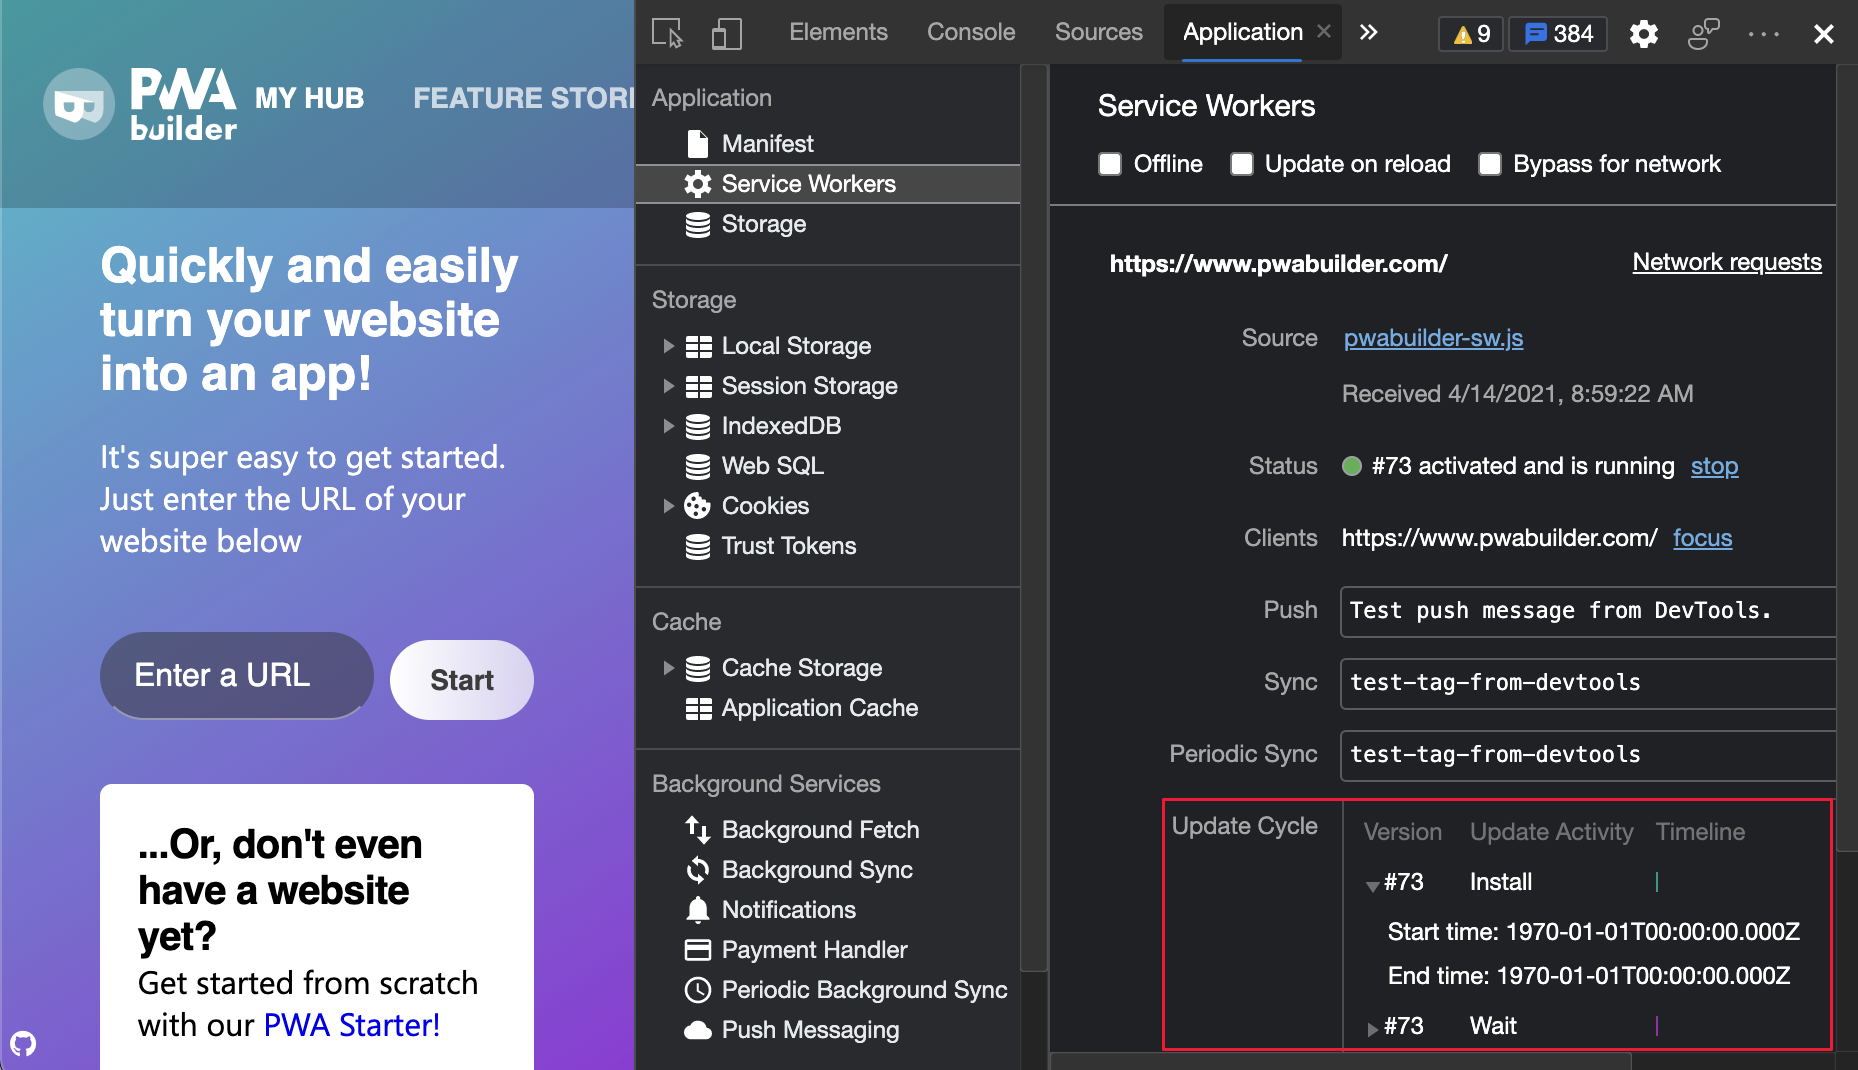 PWA
builder
MY HUB
FEATURE STORI
Quickly and easily
turn your website
into an app!
It's super easy to get started.
Just enter the URL of your
website below
Enter a URL
Start
...Or, don't even
have a website
yet?
Get started from scratch
with our PWA Starter!
Elements
Console
Sources
Application
9
384
Application
Manifest
Service Workers
Storage
Storage
Local Storage
Session Storage
IndexedDB
Web SQL
Cookies
Trust Tokens
Cache
Cache Storage
Application Cache
Background Services
Background Fetch
Background Sync
Notifications
Payment Handler
Periodic Background Sync
Push Messaging
Service Workers
Offline
Update on reload
Bypass for network
https://www.pwabuilder.com/
Network requests
Source pwabuilder-sw.js
Received 4/14/2021, 8:59:22 AM
Status #73 activated and is running stop
Clients https://www.pwabuilder.com/ focus
Push Test push message from DevTools.
Sync test-tag-from-devtools
Periodic Sync test-tag-from-devtools
Update Cycle
Version Update Activity Timeline
#73 Install
Start time: 1970-01-01T00:00:00.000Z
End time: 1970-01-01T00:00:00.000Z
#73 Wait